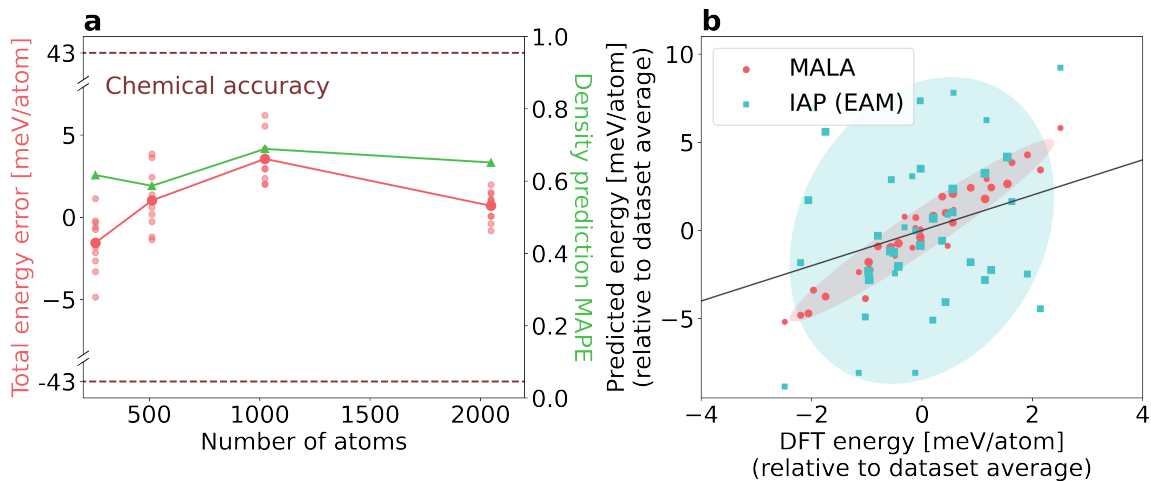 a
Total energy error [meV/atom]
43
5
0
−5
-43
Chemical accuracy
500
1000
1500
2000
Number of atoms
1.0
0.8
0.6
0.4
0.2
0.0
Density prediction MAPE
b
Predicted energy [meV/atom]
(relative to dataset average)
10
5
0
−5
MALA
IAP (EAM)
−4
−2
0
2
4
DFT energy [meV/atom]
(relative to dataset average)